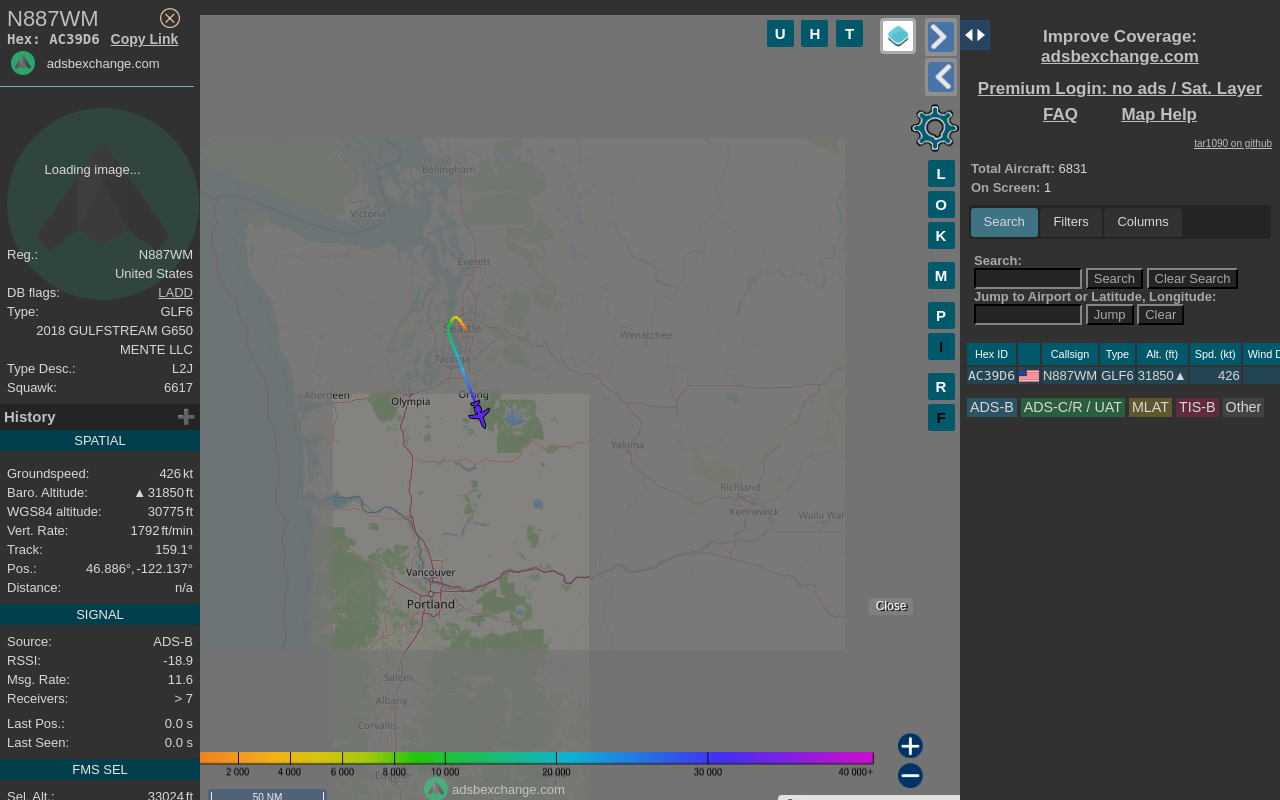 N887WM
Hex: AC39D6 Copy Link
adsbexchange.com
Loading image...
Reg.: N887WM
United States
DB flags: LADD
Type: GLF6
2018 GULFSTREAM G650
MENTE LLC
Type Desc.: L2J
Squawk: 6617
History
SPATIAL
Groundspeed: 426 kt
Baro. Altitude: ▲ 31850 ft
WGS84 altitude: 30775 ft
Vert. Rate: 1792 ft/min
Track: 159.1°
Pos.: 46.886°, -122.137°
Distance: n/a
SIGNAL
Source: ADS-B
RSSI: -18.9
Msg. Rate: 11.6
Receivers: > 7
Last Pos.: 0.0 s
Last Seen: 0.0 s
FMS SEL
Sel. Alt.: 33024 ft
U H T
L
O
K
M
P
I
R
F
Bellingham
Victoria
Everett
Seattle
Wenatchee
Tacoma
Aberdeen
Olympia
Orting
Yakima
Richland
Kennewick
Walla Wal
Vancouver
Portland
Salem
Albany
Corvallis
Eugene
Close
2 000 4 000 6 000 8 000 10 000 20 000 30 000 40 000+
adsbexchange.com
50 NM
Improve Coverage:
adsbexchange.com
Premium Login: no ads / Sat. Layer
FAQ Map Help
tar1090 on github
Total Aircraft: 6831
On Screen: 1
Search Filters Columns
Search:
Search Clear Search
Jump to Airport or Latitude, Longitude:
Jump Clear
Hex ID Callsign Type Alt. (ft) Spd. (kt) Wind D
AC39D6 N887WM GLF6 31850▲ 426
ADS-B ADS-C/R / UAT MLAT TIS-B Other